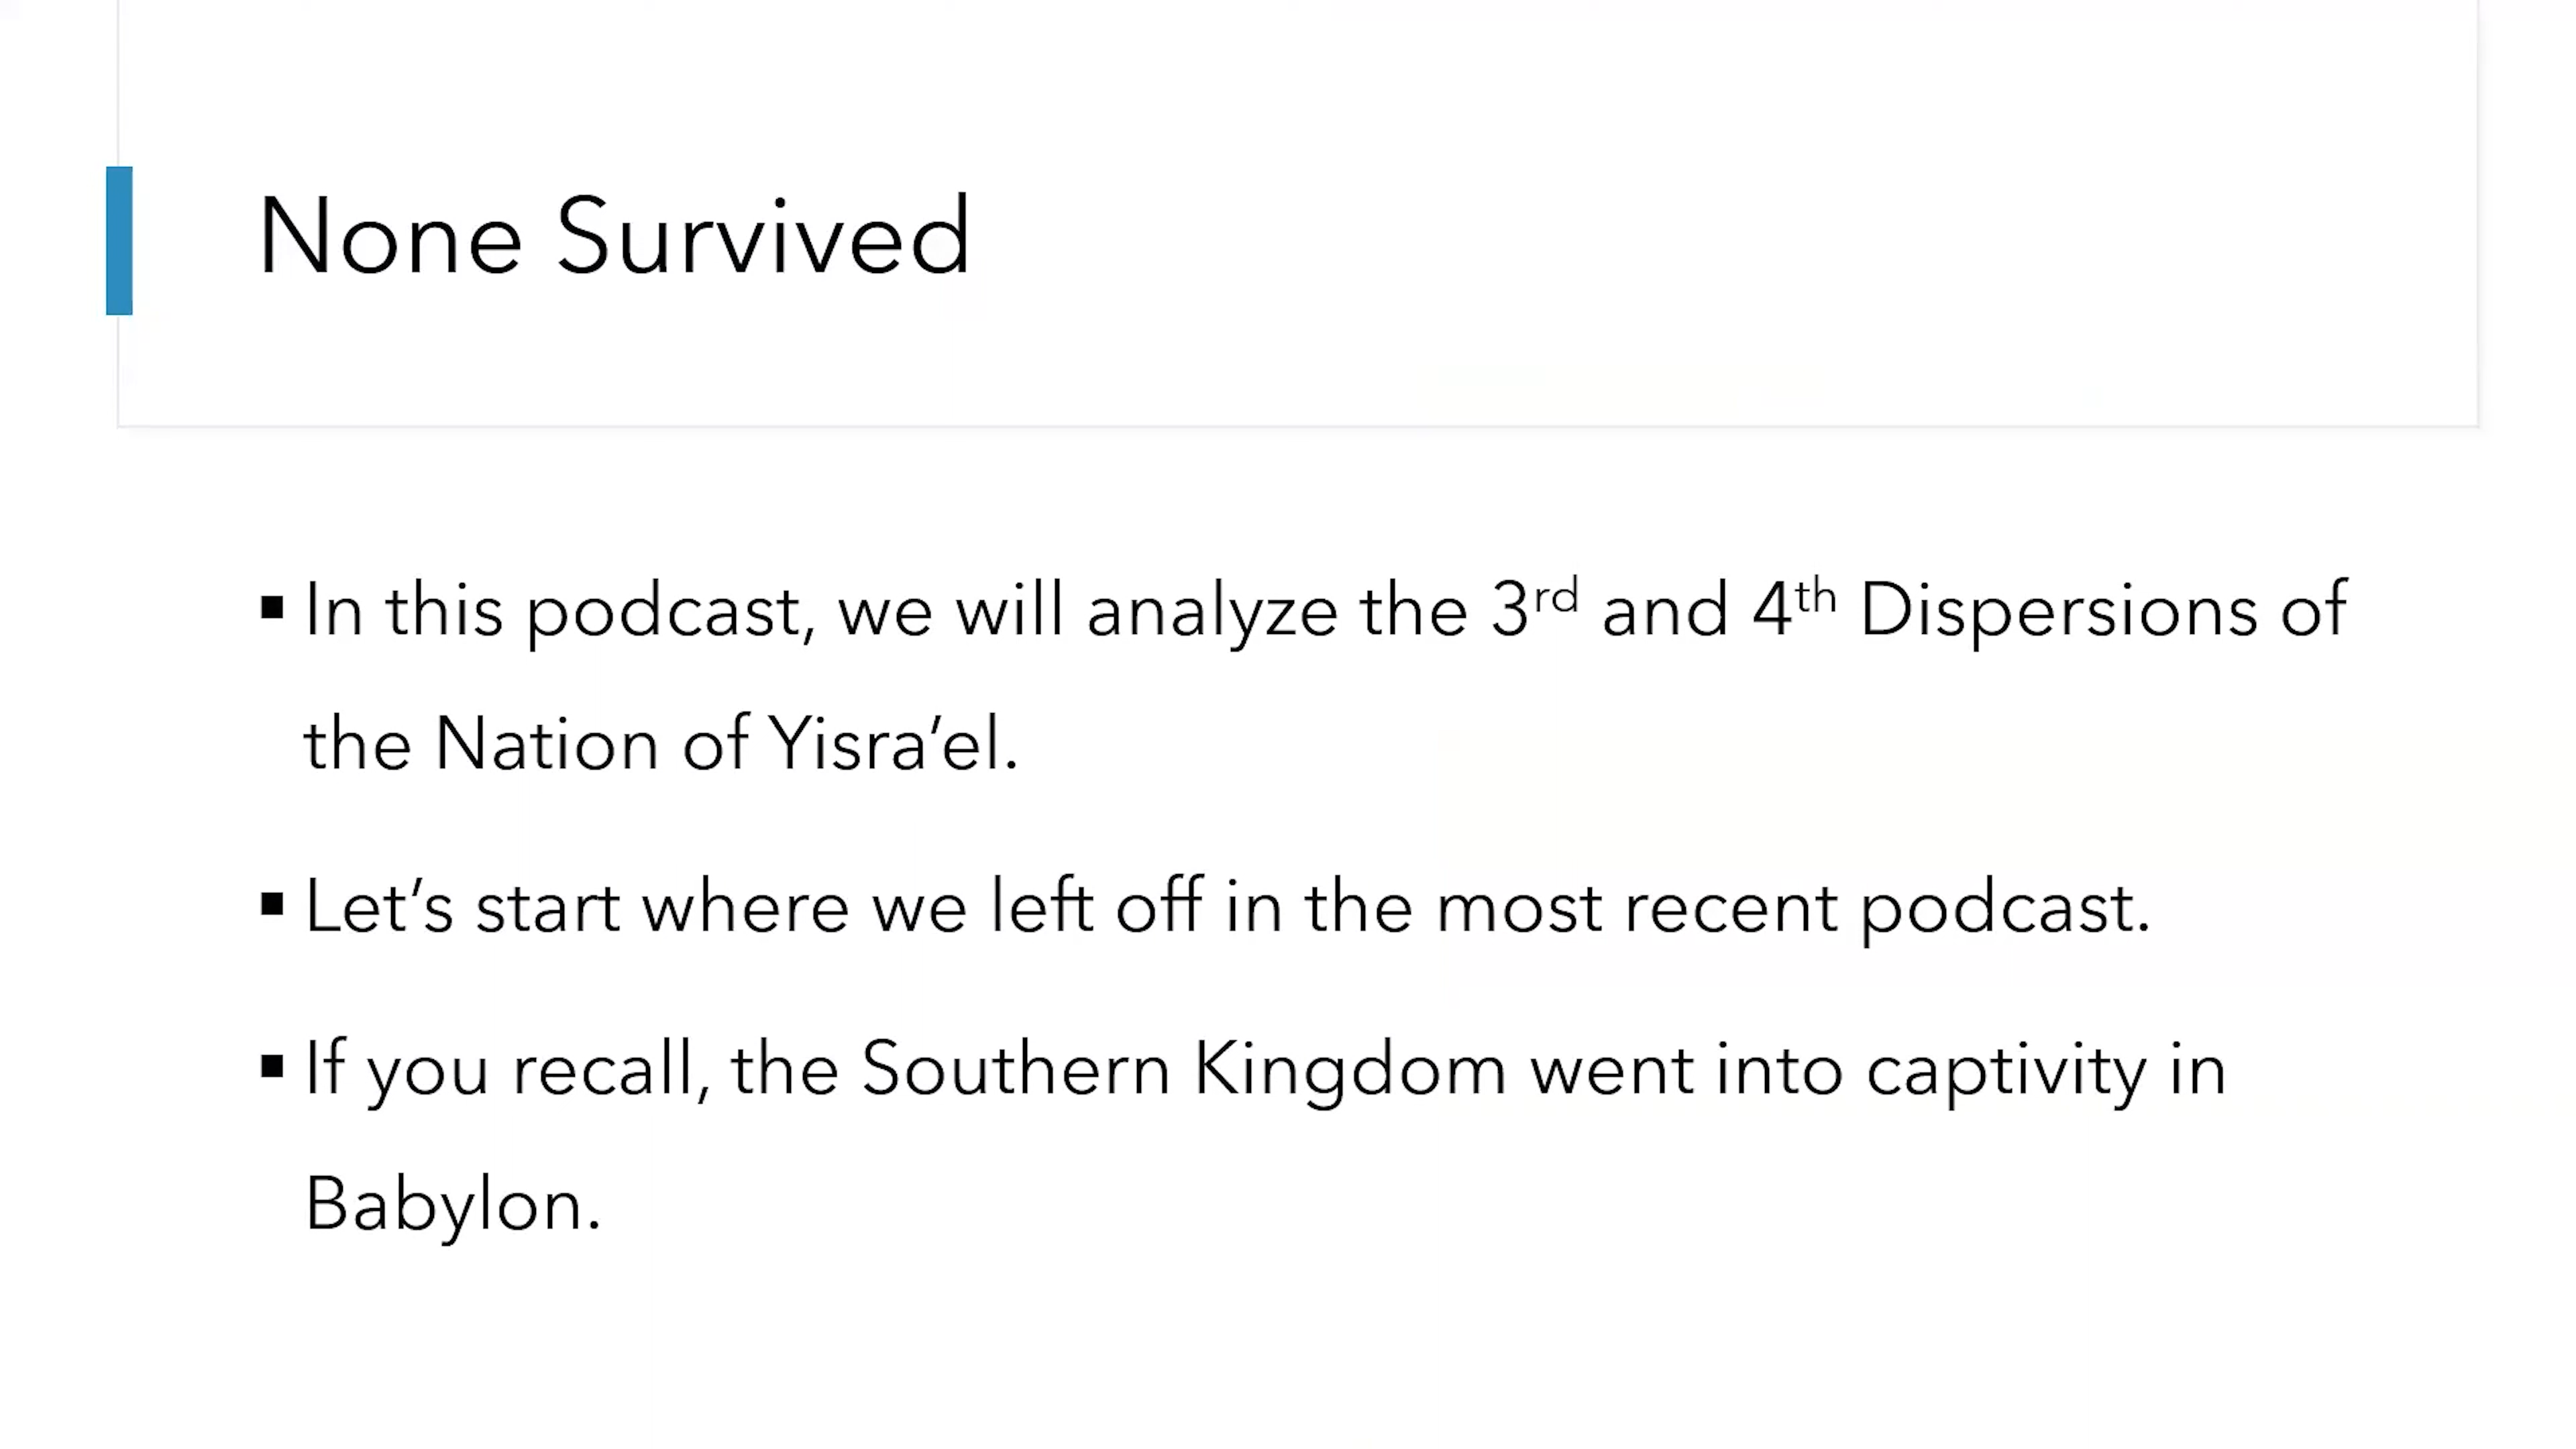 None Survived
▪ In this podcast, we will analyze the 3rd and 4th Dispersions of
the Nation of Yisra’el.
▪ Let’s start where we left off in the most recent podcast.
▪ If you recall, the Southern Kingdom went into captivity in
Babylon.